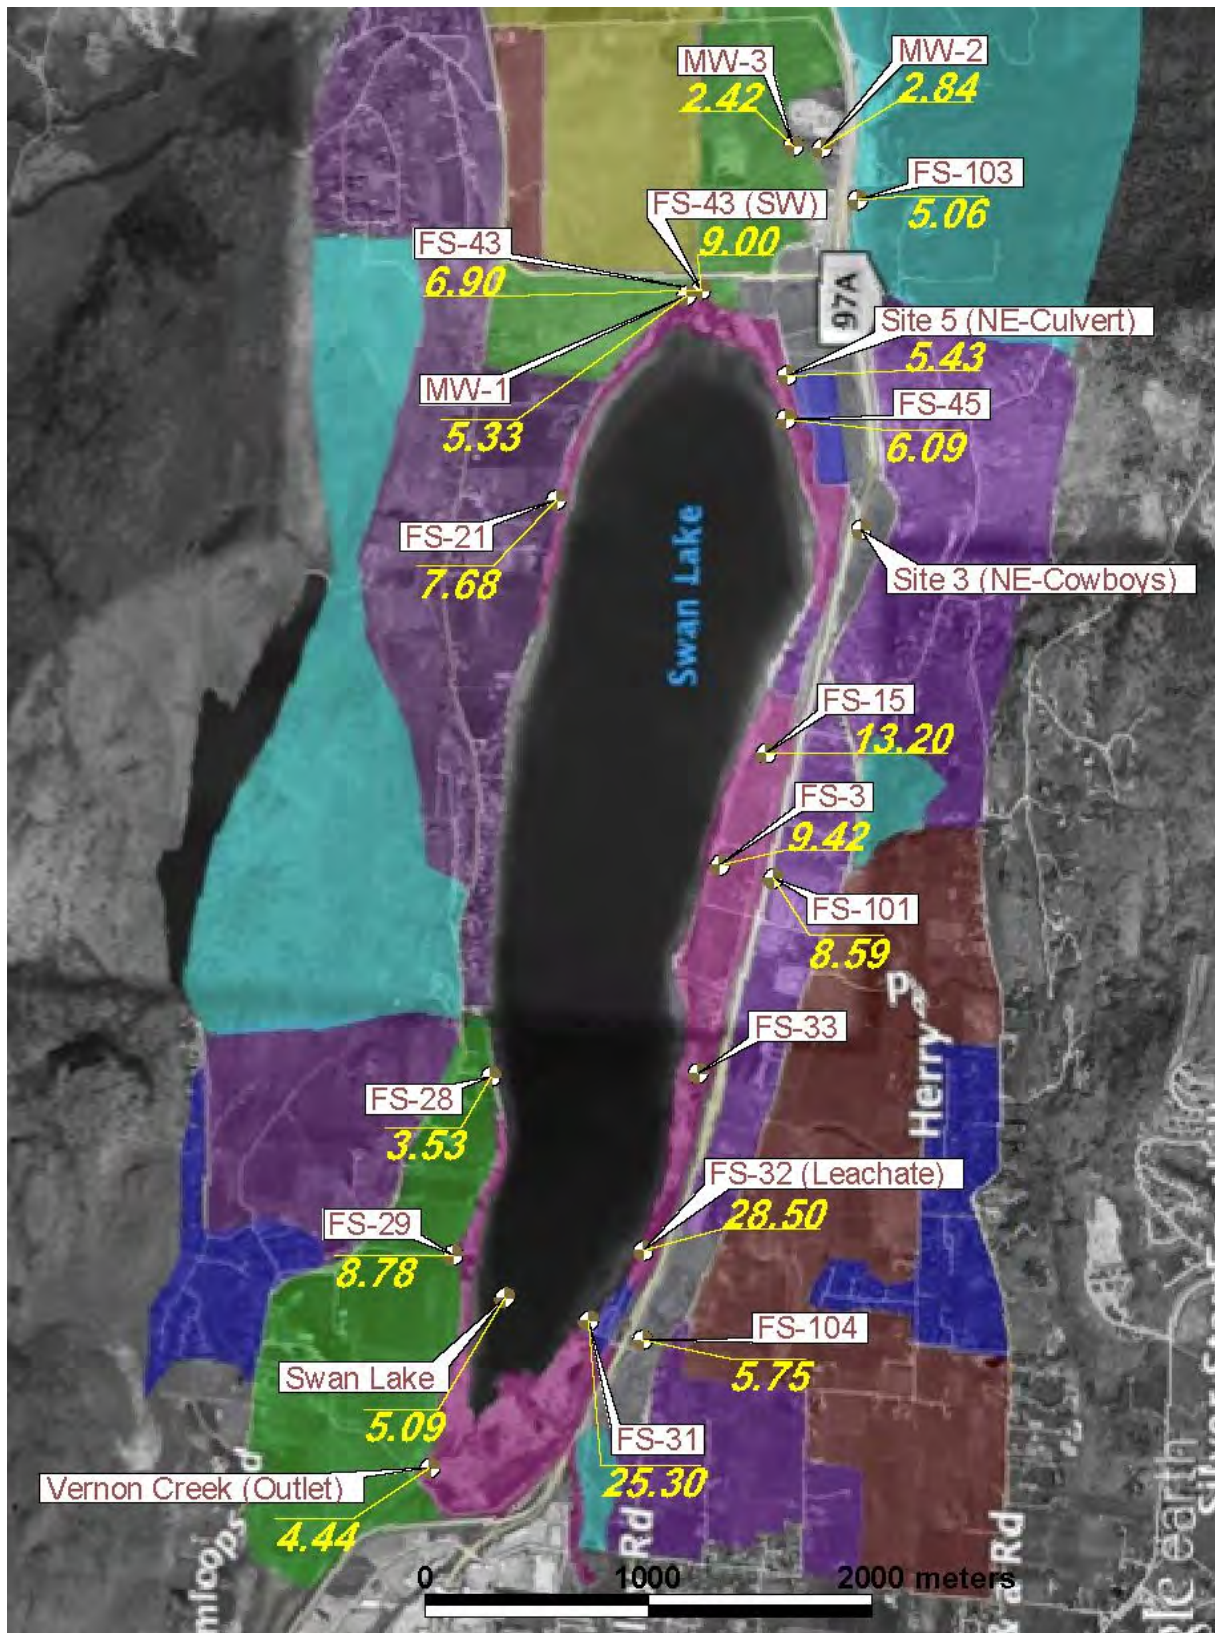 MW-3
2.42
MW-2
2.84
FS-103
5.06
FS-43 (SW)
9.00
FS-43
6.90
97A
Site 5 (NE-Culvert)
5.43
MW-1
5.33
FS-45
6.09
FS-21
7.68
Swan Lake
Site 3 (NE-Cowboys)
FS-15
13.20
FS-3
9.42
FS-101
8.59
P
Herry
FS-33
FS-28
3.53
FS-32 (Leachate)
28.50
FS-29
8.78
FS-104
5.75
Swan Lake
5.09
FS-31
25.30
Vernon Creek (Outlet)
4.44
Rd
Rd
earth
0 1000 2000 meters